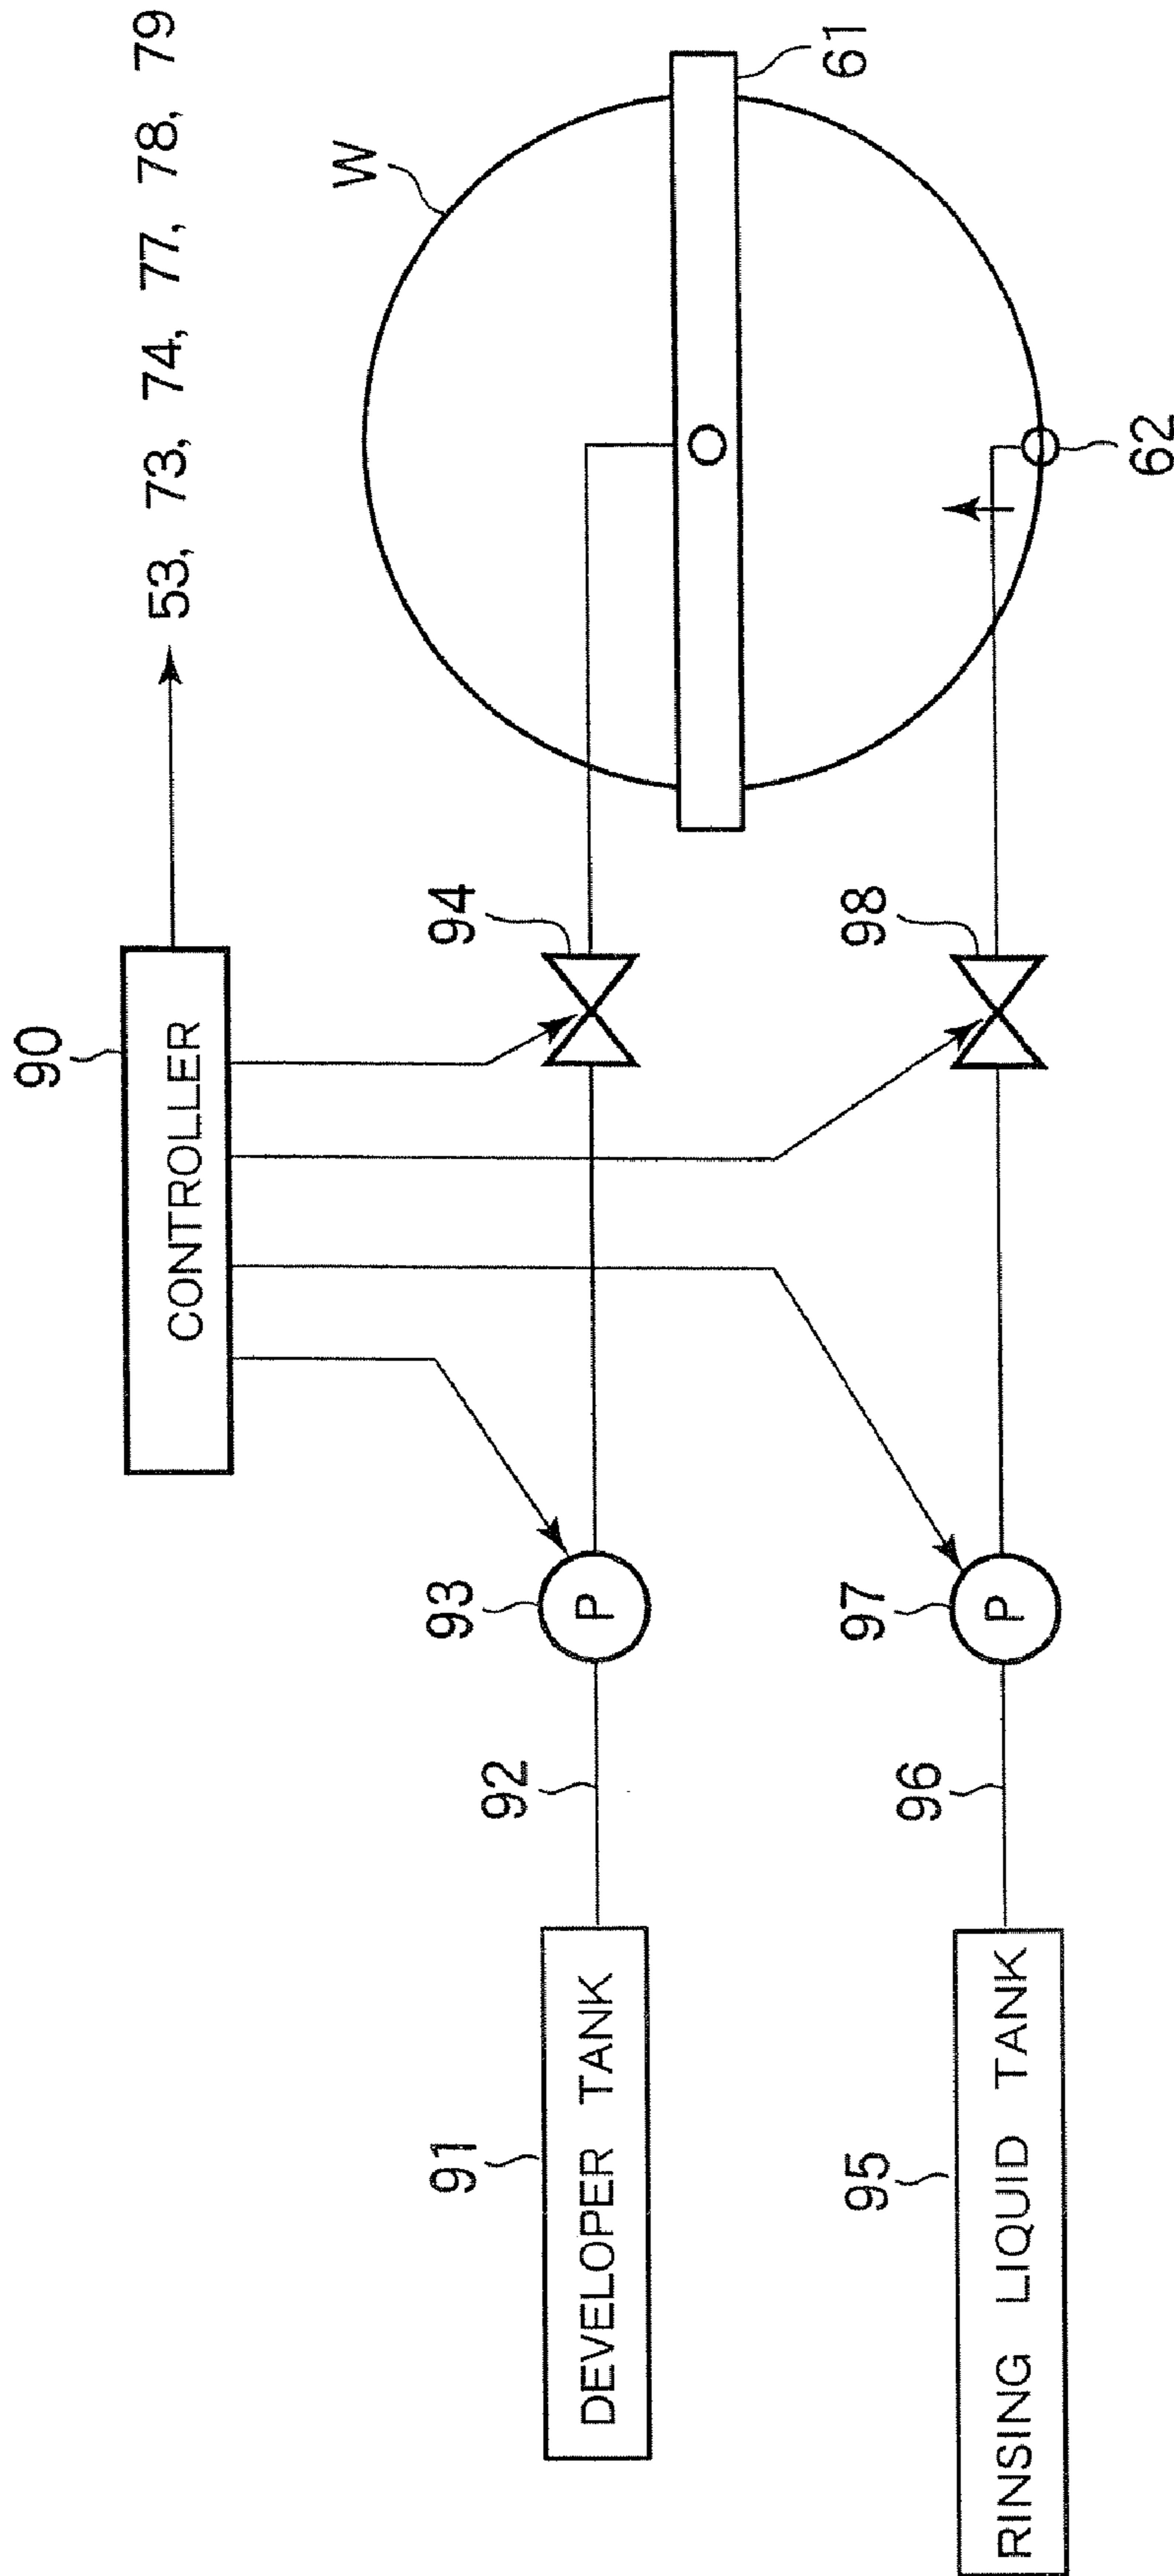 90
CONTROLLER
53, 73, 74, 77, 78, 79
91
DEVELOPER TANK
92
93
P
94
W
61
95
RINSING LIQUID TANK
96
97
P
98
62